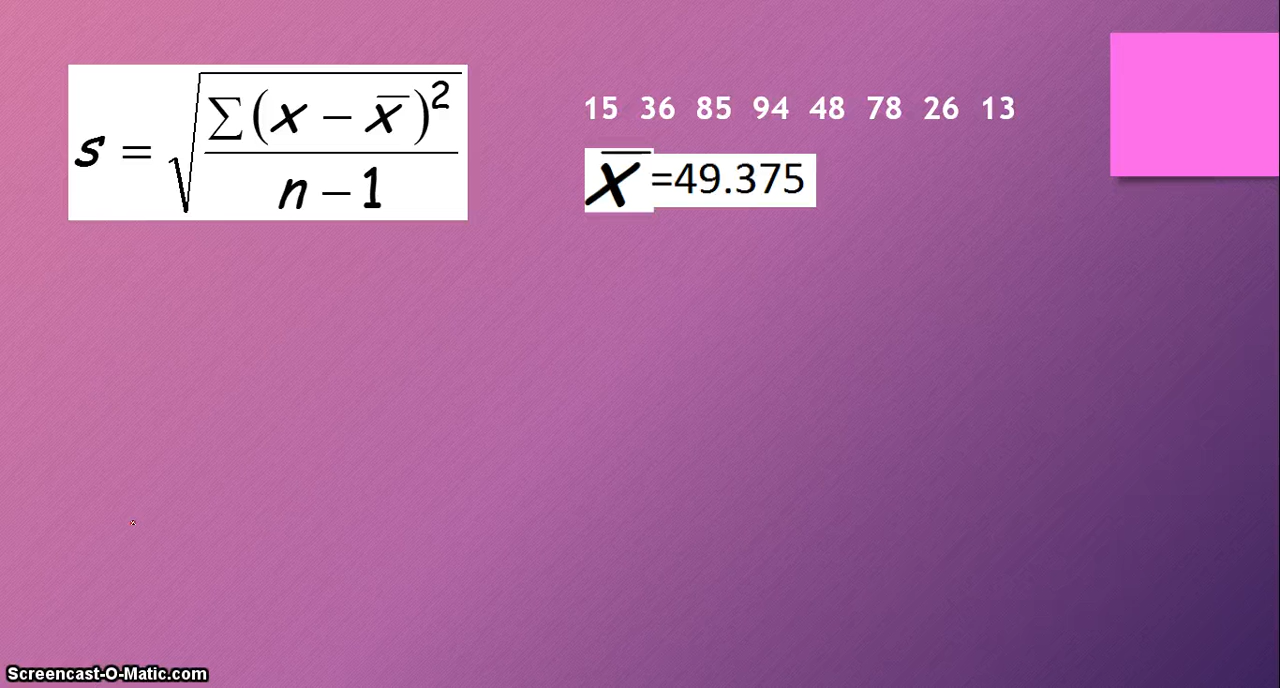 s = √(∑(x − x̄)² / (n − 1))
15 36 85 94 48 78 26 13
x̄ =49.375
Screencast-O-Matic.com